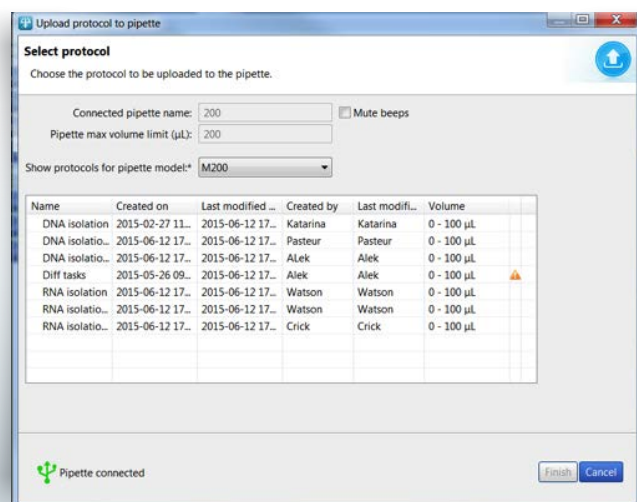 Upload protocol to pipette
Select protocol
Choose the protocol to be uploaded to the pipette.
Connected pipette name: 200 Mute beeps
Pipette max volume limit (µL): 200
Show protocols for pipette model:* M200
Name Created on Last modified ... Created by Last modifi... Volume
DNA isolation 2015-02-27 11... 2015-06-12 17... Katarina Katarina 0 - 100 µL
DNA isolatio... 2015-06-12 17... 2015-06-12 17... Pasteur Pasteur 0 - 100 µL
DNA isolatio... 2015-06-12 17... 2015-06-12 17... ALek Alek 0 - 100 µL
Diff tasks 2015-05-26 09... 2015-06-12 17... Alek Alek 0 - 100 µL
RNA isolation 2015-06-12 17... 2015-06-12 17... Watson Watson 0 - 100 µL
RNA isolatio... 2015-06-12 17... 2015-06-12 17... Watson Watson 0 - 100 µL
RNA isolatio... 2015-06-12 17... 2015-06-12 17... Crick Crick 0 - 100 µL
Pipette connected Finish Cancel